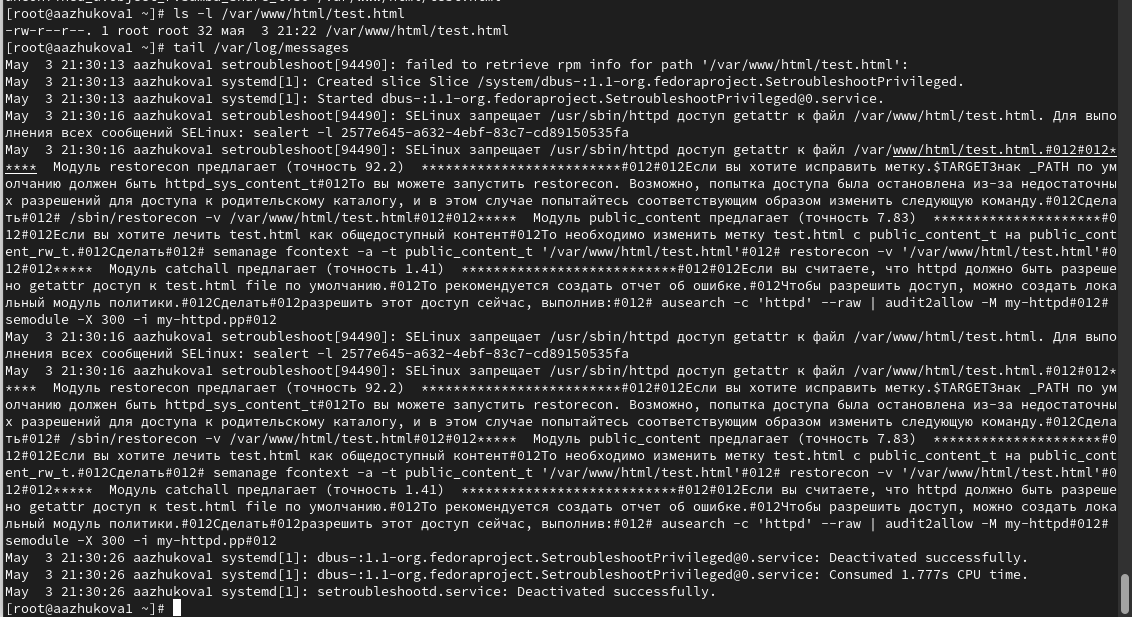 [root@aazhukova1 ~]# ls -l /var/www/html/test.html
-rw-r--r--. 1 root root 32 мая  3 21:22 /var/www/html/test.html
[root@aazhukova1 ~]# tail /var/log/messages
May  3 21:30:13 aazhukova1 setroubleshoot[94490]: failed to retrieve rpm info for path '/var/www/html/test.html':
May  3 21:30:13 aazhukova1 systemd[1]: Created slice Slice /system/dbus-:1.1-org.fedoraproject.SetroubleshootPrivileged.
May  3 21:30:13 aazhukova1 systemd[1]: Started dbus-:1.1-org.fedoraproject.SetroubleshootPrivileged@0.service.
May  3 21:30:16 aazhukova1 setroubleshoot[94490]: SELinux запрещает /usr/sbin/httpd доступ getattr к файл /var/www/html/test.html. Для выпо
лнения всех сообщений SELinux: sealert -l 2577e645-a632-4ebf-83c7-cd89150535fa
May  3 21:30:16 aazhukova1 setroubleshoot[94490]: SELinux запрещает /usr/sbin/httpd доступ getattr к файл /var/www/html/test.html.#012#012*
****  Модуль restorecon предлагает (точность 92.2)  *************************#012#012Если вы хотите исправить метку.$TARGETЗнак _PATH по ум
олчанию должен быть httpd_sys_content_t#012То вы можете запустить restorecon. Возможно, попытка доступа была остановлена из-за недостаточны
х разрешений для доступа к родительскому каталогу, и в этом случае попытайтесь соответствующим образом изменить следующую команду.#012Сдела
ть#012# /sbin/restorecon -v /var/www/html/test.html#012#012*****  Модуль public_content предлагает (точность 7.83)  *********************#0
12#012Если вы хотите лечить test.html как общедоступный контент#012То необходимо изменить метку test.html с public_content_t на public_cont
ent_rw_t.#012Сделать#012# semanage fcontext -a -t public_content_t '/var/www/html/test.html'#012# restorecon -v '/var/www/html/test.html'#0
12#012*****  Модуль catchall предлагает (точность 1.41)  ***************************#012#012Если вы считаете, что httpd должно быть разреше
но getattr доступ к test.html file по умолчанию.#012То рекомендуется создать отчет об ошибке.#012Чтобы разрешить доступ, можно создать лока
льный модуль политики.#012Сделать#012разрешить этот доступ сейчас, выполнив:#012# ausearch -c 'httpd' --raw | audit2allow -M my-httpd#012#
semodule -X 300 -i my-httpd.pp#012
May  3 21:30:16 aazhukova1 setroubleshoot[94490]: SELinux запрещает /usr/sbin/httpd доступ getattr к файл /var/www/html/test.html. Для выпо
лнения всех сообщений SELinux: sealert -l 2577e645-a632-4ebf-83c7-cd89150535fa
May  3 21:30:16 aazhukova1 setroubleshoot[94490]: SELinux запрещает /usr/sbin/httpd доступ getattr к файл /var/www/html/test.html.#012#012*
****  Модуль restorecon предлагает (точность 92.2)  *************************#012#012Если вы хотите исправить метку.$TARGETЗнак _PATH по ум
олчанию должен быть httpd_sys_content_t#012То вы можете запустить restorecon. Возможно, попытка доступа была остановлена из-за недостаточны
х разрешений для доступа к родительскому каталогу, и в этом случае попытайтесь соответствующим образом изменить следующую команду.#012Сдела
ть#012# /sbin/restorecon -v /var/www/html/test.html#012#012*****  Модуль public_content предлагает (точность 7.83)  *********************#0
12#012Если вы хотите лечить test.html как общедоступный контент#012То необходимо изменить метку test.html с public_content_t на public_cont
ent_rw_t.#012Сделать#012# semanage fcontext -a -t public_content_t '/var/www/html/test.html'#012# restorecon -v '/var/www/html/test.html'#0
12#012*****  Модуль catchall предлагает (точность 1.41)  ***************************#012#012Если вы считаете, что httpd должно быть разреше
но getattr доступ к test.html file по умолчанию.#012То рекомендуется создать отчет об ошибке.#012Чтобы разрешить доступ, можно создать лока
льный модуль политики.#012Сделать#012разрешить этот доступ сейчас, выполнив:#012# ausearch -c 'httpd' --raw | audit2allow -M my-httpd#012#
semodule -X 300 -i my-httpd.pp#012
May  3 21:30:26 aazhukova1 systemd[1]: dbus-:1.1-org.fedoraproject.SetroubleshootPrivileged@0.service: Deactivated successfully.
May  3 21:30:26 aazhukova1 systemd[1]: dbus-:1.1-org.fedoraproject.SetroubleshootPrivileged@0.service: Consumed 1.777s CPU time.
May  3 21:30:26 aazhukova1 systemd[1]: setroubleshootd.service: Deactivated successfully.
[root@aazhukova1 ~]#